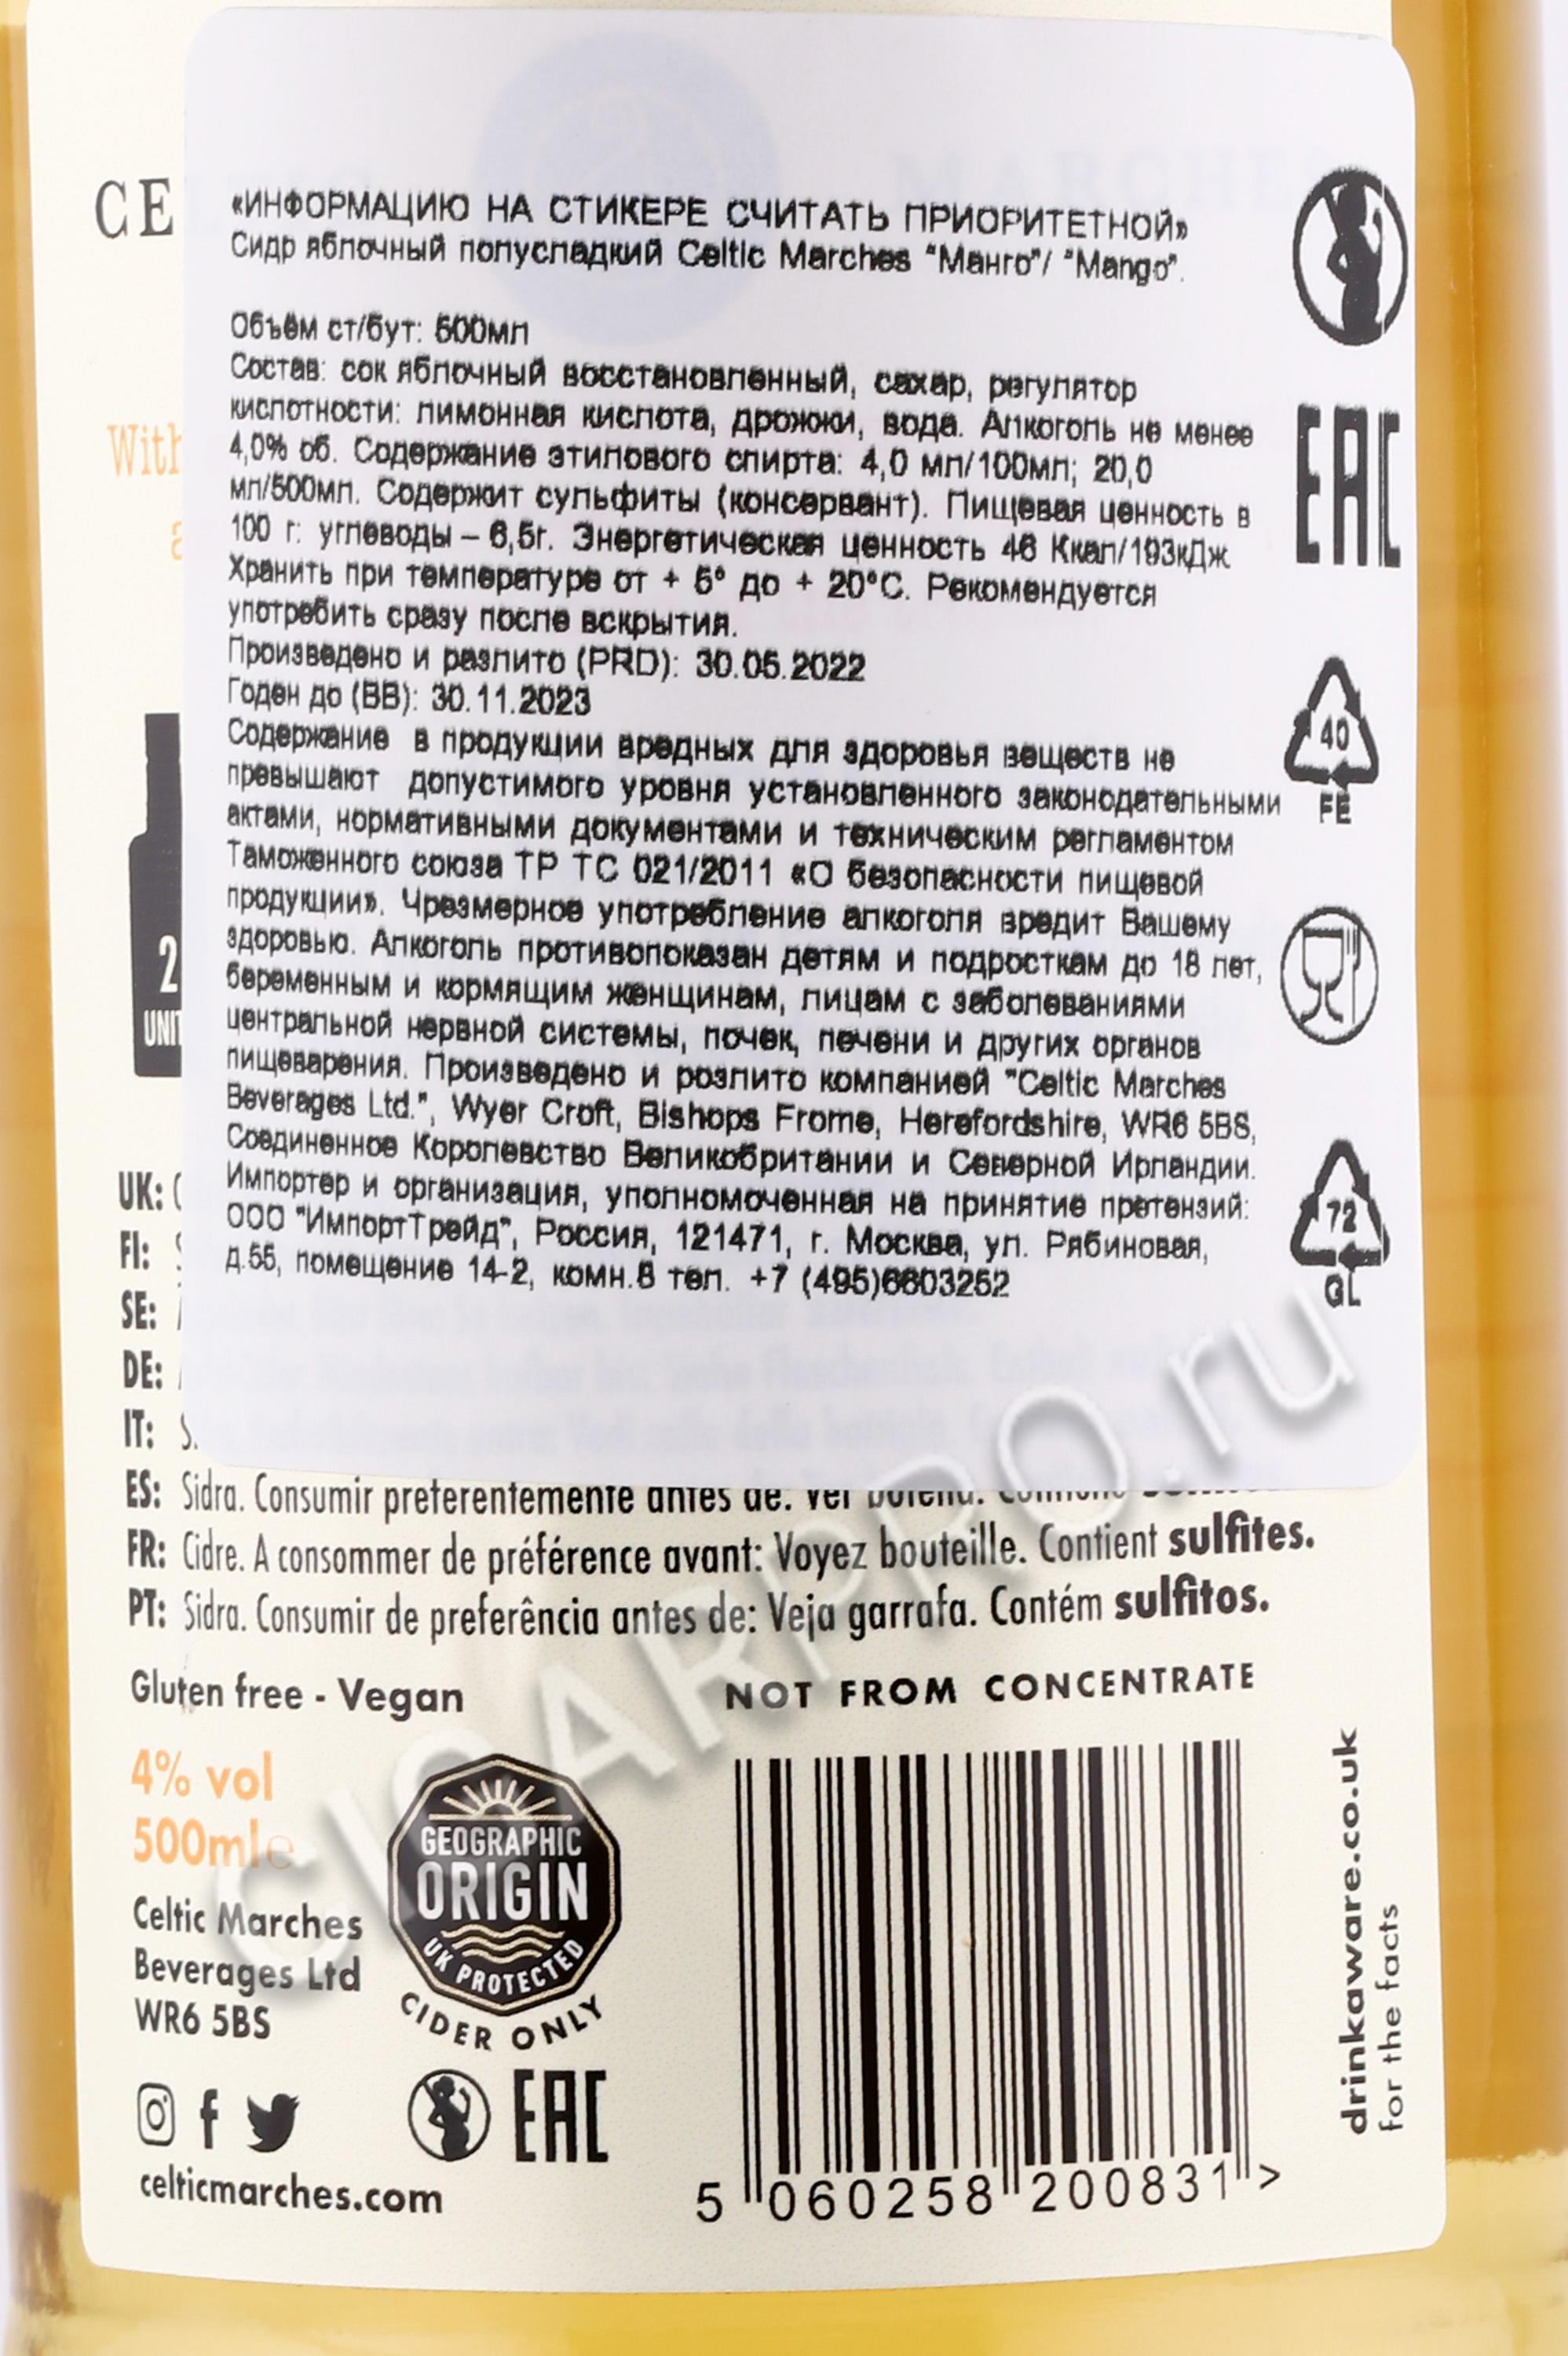 CE
«ИНФОРМАЦИЮ НА СТИКЕРЕ СЧИТАТЬ ПРИОРИТЕТНОЙ»
Сидр яблочный полусладкий Celtic Marches "Манго"/ "Mango".
Объём ст/бут: 500мл
Состав: сок яблочный восстановленный, сахар, регулятор
кислотности: лимонная кислота, дрожжи, вода. Алкоголь не менее
4,0% об. Содержание этилового спирта: 4,0 мл/100мл; 20,0
мл/500мл. Содержит сульфиты (консервант). Пищевая ценность в
100 г: углеводы – 6,5г. Энергетическая ценность 46 Ккал/193кДж
Хранить при температуре от + 5° до + 20°С. Рекомендуется
употребить сразу после вскрытия.
Произведено и разлито (PRD): 30.05.2022
Годен до (BB): 30.11.2023
Содержание в продукции вредных для здоровья веществ не
превышают допустимого уровня установленного законодательными
актами, нормативными документами и техническим регламентом
Таможенного союза ТР ТС 021/2011 «О безопасности пищевой
продукции». Чрезмерное употребление алкоголя вредит Вашему
здоровью. Алкоголь противопоказан детям и подросткам до 18 лет,
беременным и кормящим женщинам, лицам с заболеваниями
центральной нервной системы, почек, печени и других органов
пищеварения. Произведено и розлито компанией "Celtic Marches
Beverages Ltd.", Wyer Croft, Bishops Frome, Herefordshire, WR6 5BS,
Соединенное Королевство Великобритании и Северной Ирландии.
Импортер и организация, уполномоченная на принятие претензий:
ООО "ИмпортТрейд", Россия, 121471, г. Москва, ул. Рябиновая,
д.55, помещение 14-2, комн.8 тел. +7 (495)6603252
EAC
40
FE
72
GL
With
2
UNIT
UK:
FI:
SE:
DE:
IT:
ES: Sidra. Consumir preferentemente antes de: Ver botella.
FR: Cidre. A consommer de préférence avant: Voyez bouteille. Contient sulfites.
PT: Sidra. Consumir de preferência antes de: Veja garrafa. Contém sulfitos.
Gluten free - Vegan
NOT FROM CONCENTRATE
4% vol
500ml e
Celtic Marches
Beverages Ltd
WR6 5BS
GEOGRAPHIC
ORIGIN
UK PROTECTED
CIDER ONLY
EAC
celticmarches.com
5 060258 200831 >
drinkaware.co.uk
for the facts
CIGARPRO.ru